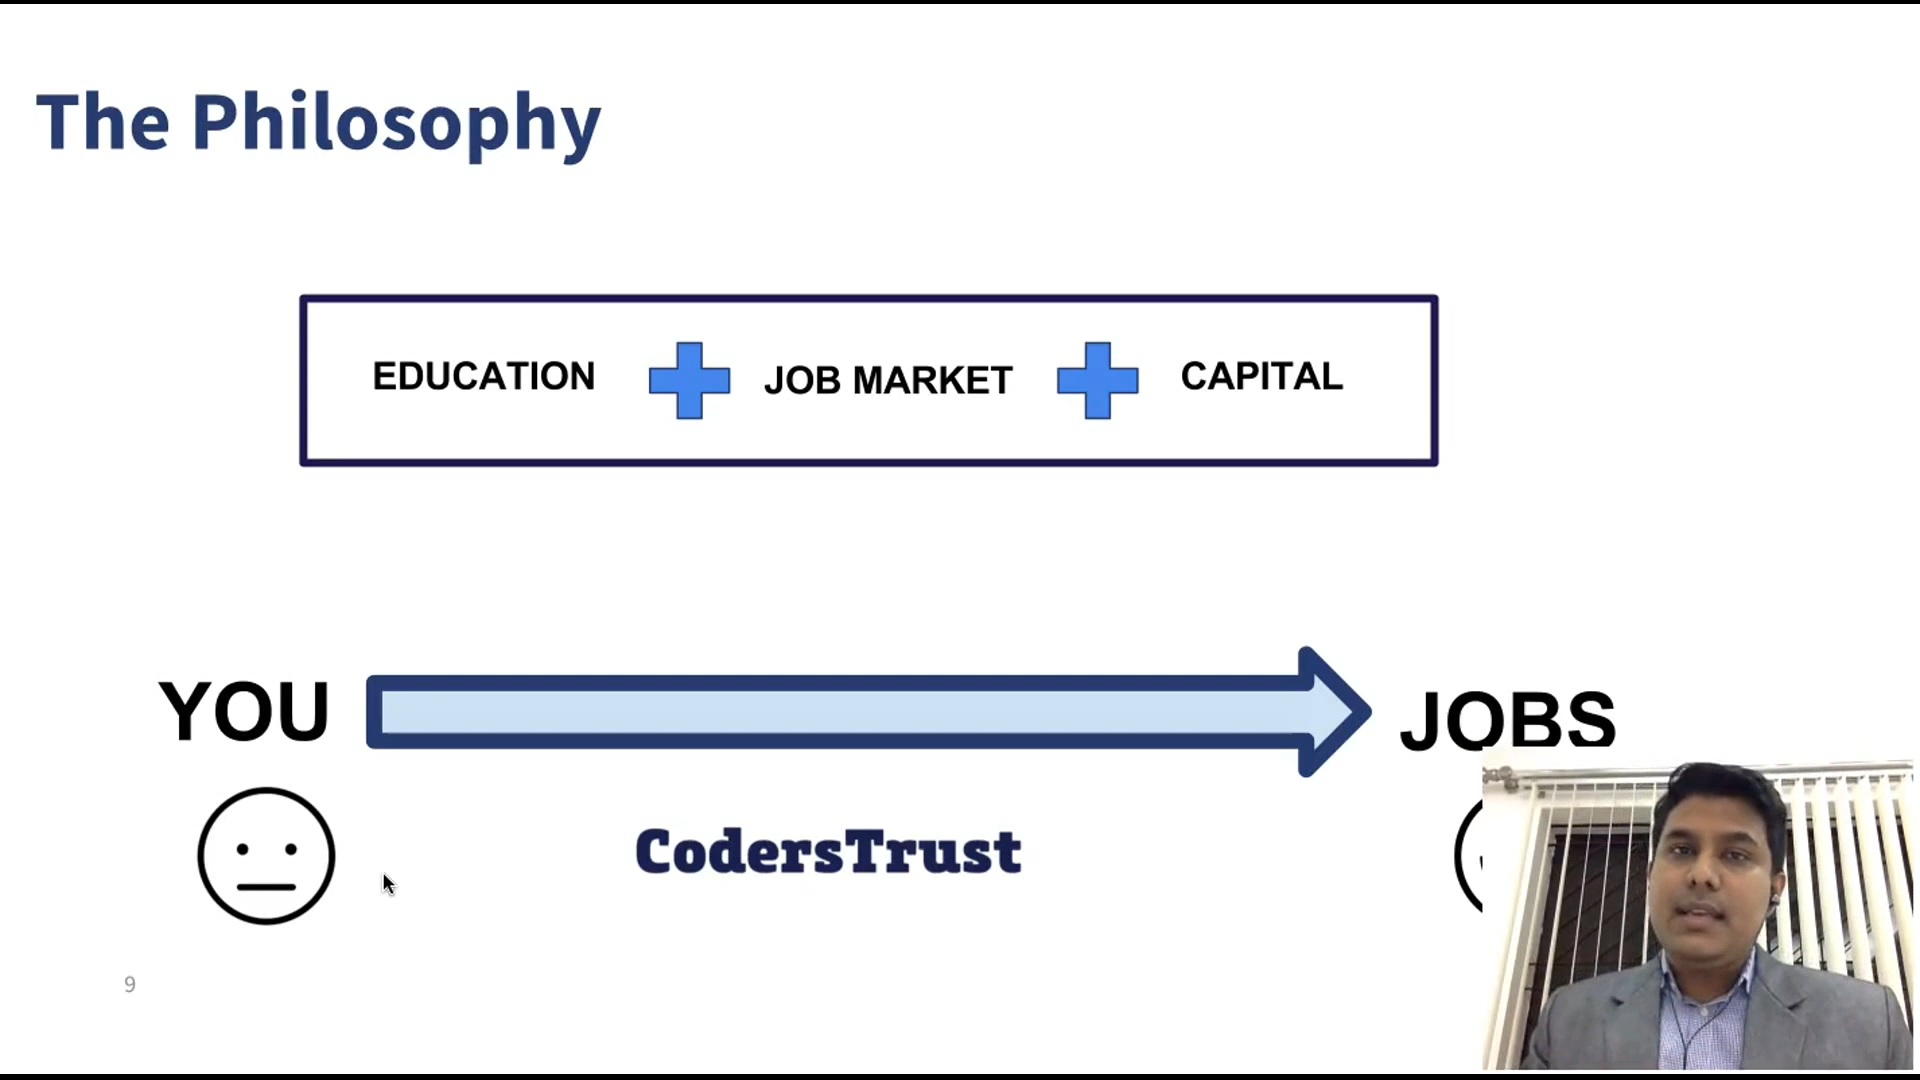 The Philosophy
EDUCATION JOB MARKET CAPITAL
YOU JOBS
CodersTrust
9